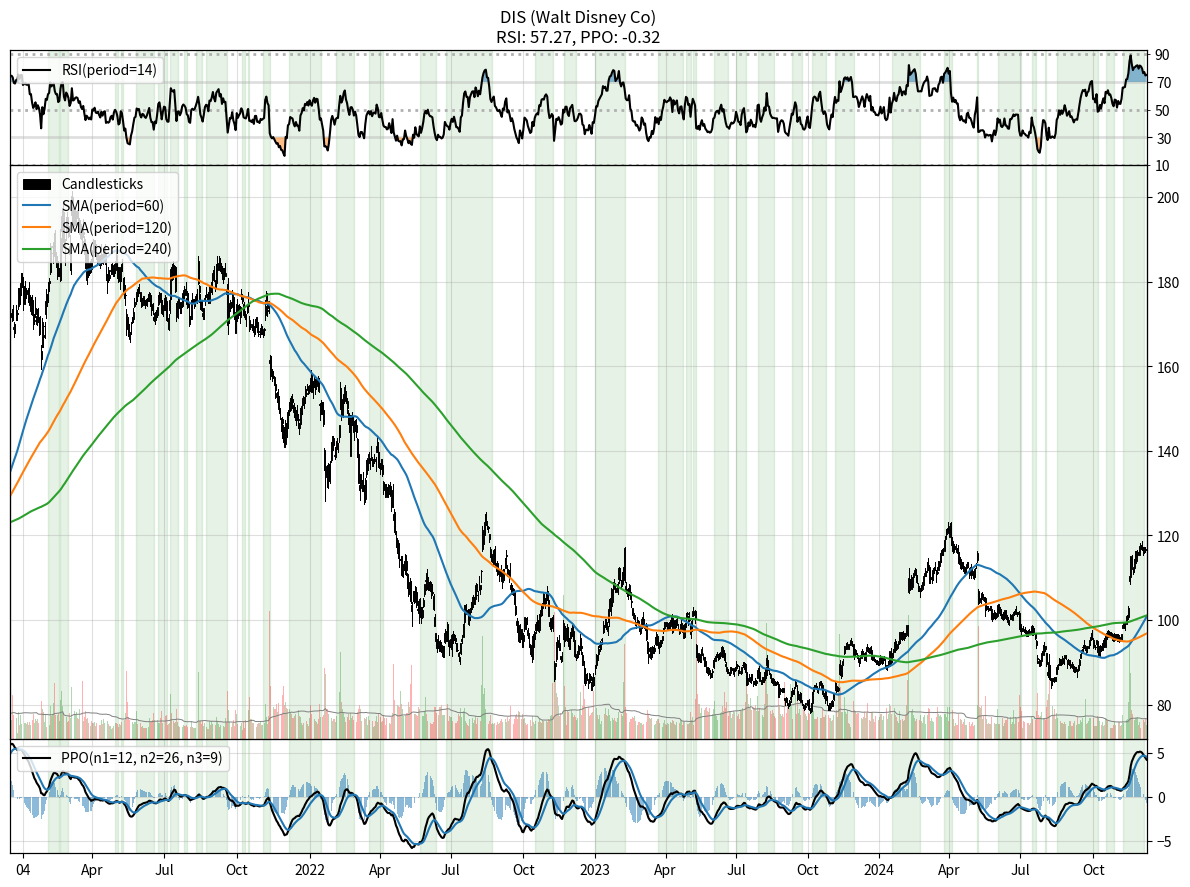 DIS (Walt Disney Co)
RSI: 57.27, PPO: -0.32
RSI(period=14)
90
70
50
30
10
Candlesticks
SMA(period=60)
SMA(period=120)
SMA(period=240)
200
180
160
140
120
100
80
PPO(n1=12, n2=26, n3=9)
5
0
−5
04 Apr Jul Oct 2022 Apr Jul Oct 2023 Apr Jul Oct 2024 Apr Jul Oct